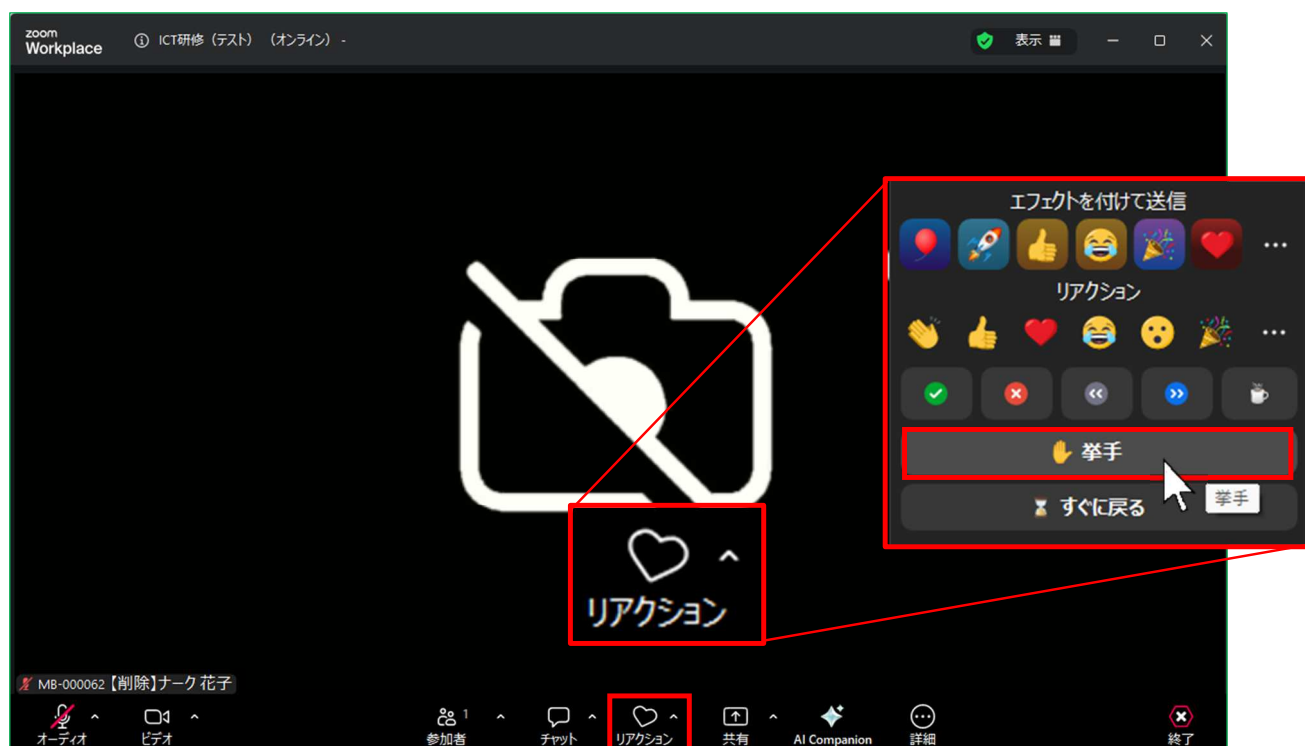 zoom
Workplace
ICT研修（テスト）（オンライン） -
表示
エフェクトを付けて送信
リアクション
挙手
挙手
すぐに戻る
リアクション
MB-000062【削除】ナーク 花子
オーディオ
ビデオ
1
参加者
チャット
リアクション
共有
AI Companion
詳細
終了